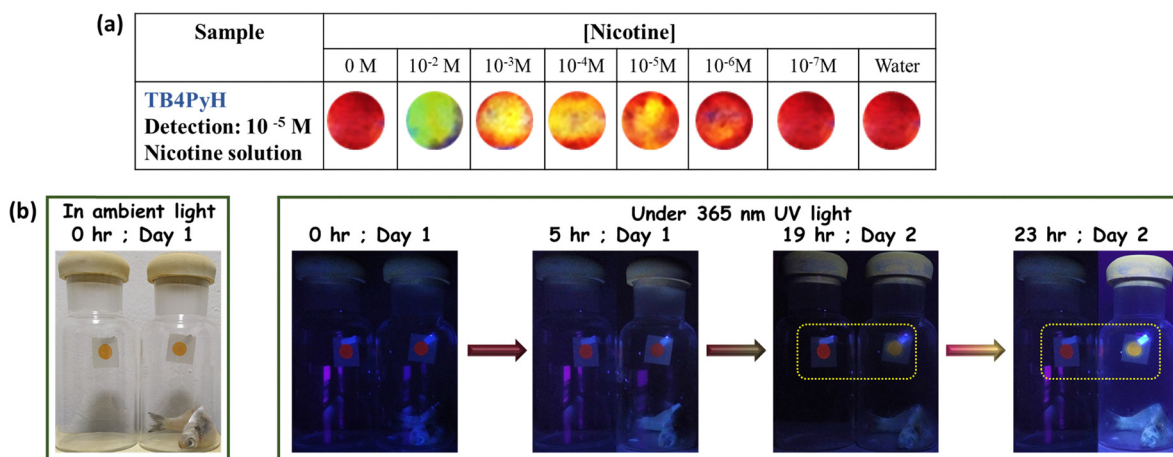 (a)
Sample
[Nicotine]
0 M
10⁻² M
10⁻³M
10⁻⁴M
10⁻⁵M
10⁻⁶M
10⁻⁷M
Water
TB4PyH
Detection: 10 ⁻⁵ M
Nicotine solution
(b)
In ambient light
0 hr ; Day 1
Under 365 nm UV light
0 hr ; Day 1
5 hr ; Day 1
19 hr ; Day 2
23 hr ; Day 2